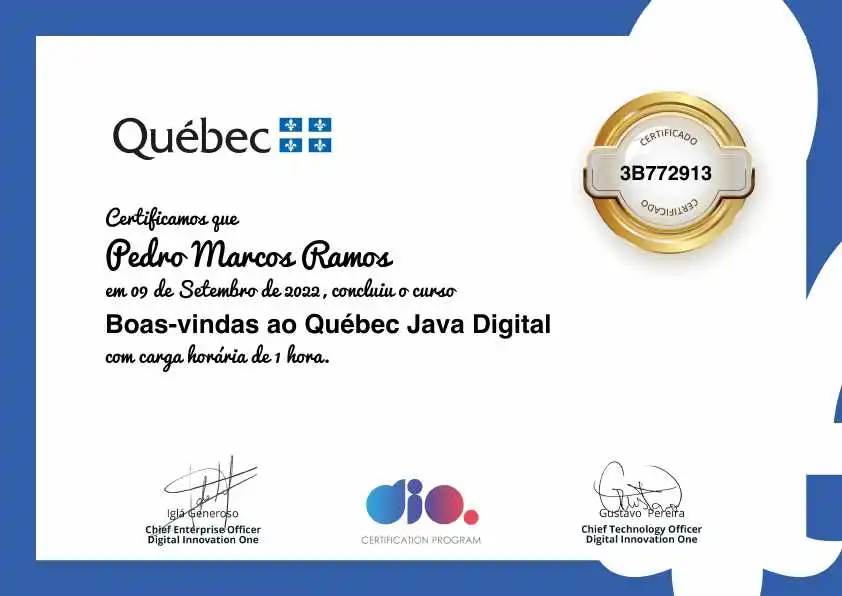 Québec
CERTIFICADO
3B772913
CERTIFICADO
Certificamos que
Pedro Marcos Ramos
em 09 de Setembro de 2022, concluiu o curso
Boas-vindas ao Québec Java Digital
com carga horária de 1 hora.
Iglá Generoso
Chief Enterprise Officer
Digital Innovation One
dio.
CERTIFICATION PROGRAM
Gustavo Pereira
Chief Technology Officer
Digital Innovation One